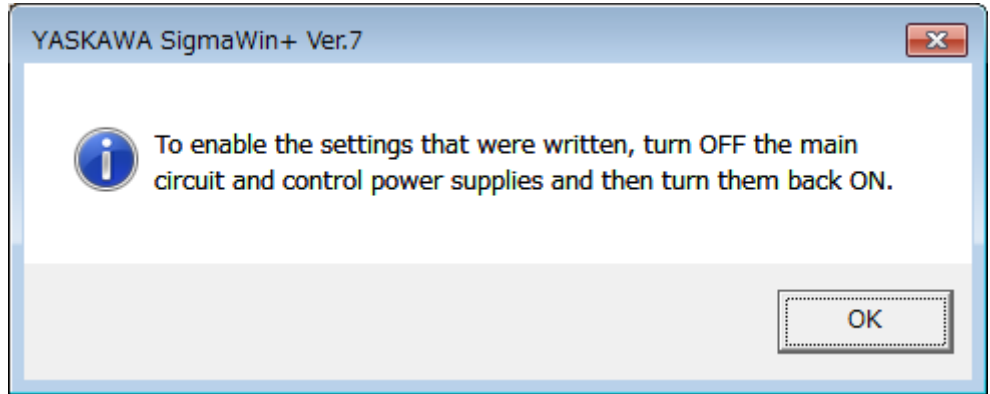 YASKAWA SigmaWin+ Ver.7
To enable the settings that were written, turn OFF the main
circuit and control power supplies and then turn them back ON.
OK